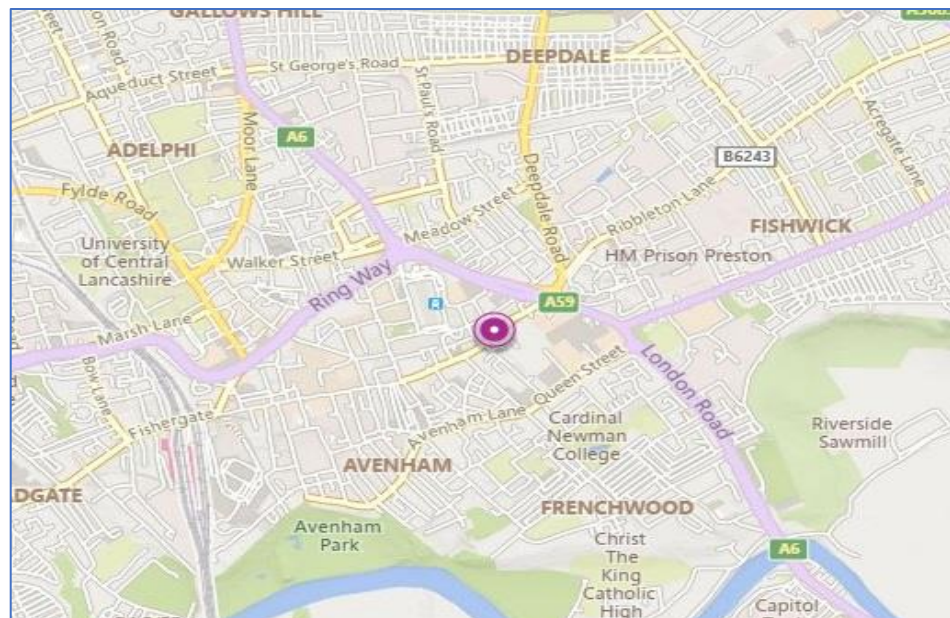 GALLOWS HILL
DEEPDALE
St George's Road
Aqueduct Street
St Paul's Road
Moor Lane
A6
ADELPHI
Acregate Lane
B6243
Deepdale Road
Ribbleton Lane
Fylde Road
Meadow Street
FISHWICK
University
of Central
Lancashire
Walker Street
HM Prison Preston
Ring Way
A59
Marsh Lane
London Road
Bow Lane
Queen Street
Fishergate
Avenham Lane
Cardinal
Newman
College
Riverside
Sawmill
AVENHAM
ADGATE
FRENCHWOOD
Avenham
Park
Christ
The
King
Catholic
High
A6
Capitol